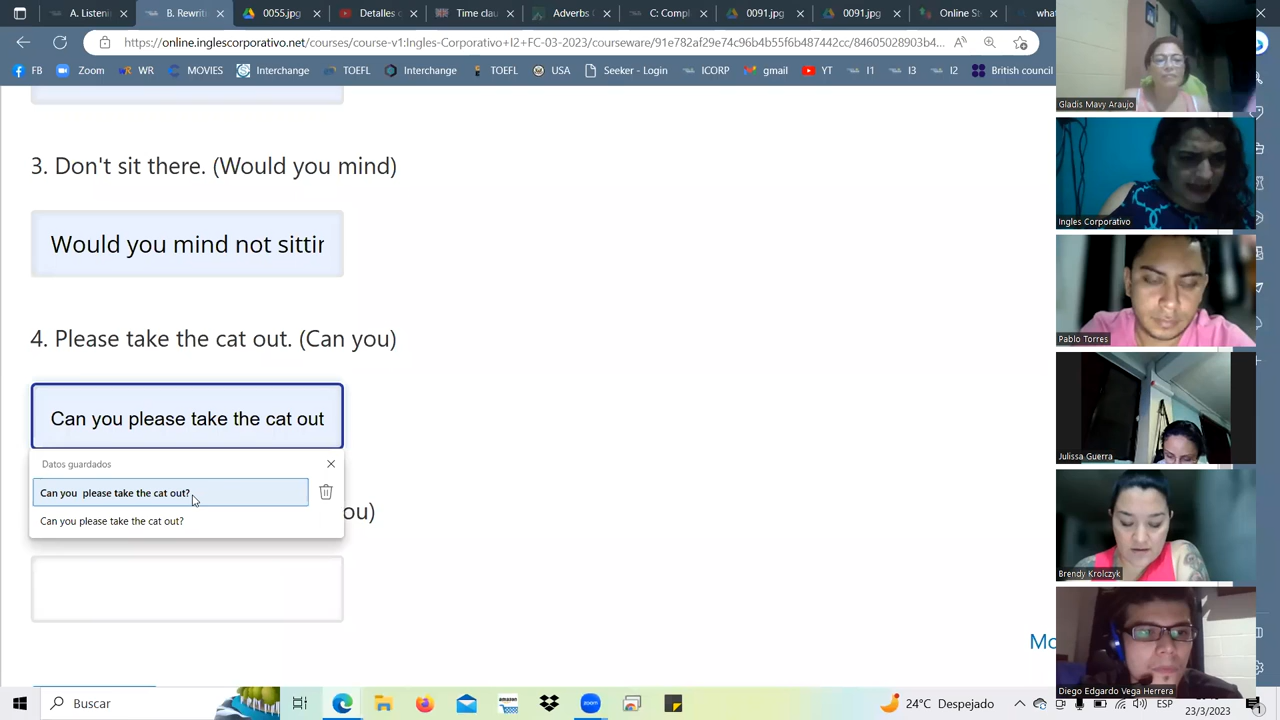 B. Rewi
0055.jpg
Time clau
Adverbs
C: Compl
0091.jpg
0091.jpg
Online St
wha
https://online.inglescorporativo.net/courses/course-v1:Ingles-Corporativo+I2+FC-03-2023/courseware/91e782af29e74c96b4b55f6b487442cc/84605028903b4...
FB
Zoom
WR
MOVIES
Interchange
TOEFL
Interchange
TOEFL
USA
Seeker - Login
ICORP
gmail
YT
I1
I3
I2
British council
3. Don't sit there. (Would you mind)
Would you mind not sittin
4. Please take the cat out. (Can you)
Can you please take the cat out
Datos guardados
Can you  please take the cat out?
Can you please take the cat out?
ou)
Mo
Gladis Mavy Araujo
Ingles Corporativo
Pablo Torres
Julissa Guerra
Brendy Krolczyk
Diego Edgardo Vega Herrera
Buscar
amazon
zoom
24°C Despejado
ESP
23/3/2023